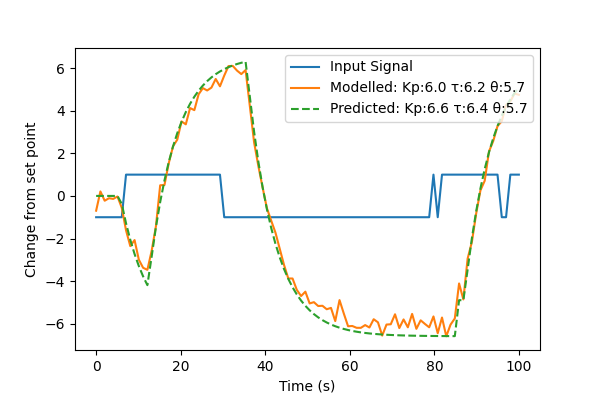 Input Signal
Modelled: Kp:6.0 τ:6.2 θ:5.7
Predicted: Kp:6.6 τ:6.4 θ:5.7
Change from set point
6
4
2
0
−2
−4
−6
0 20 40 60 80 100
Time (s)